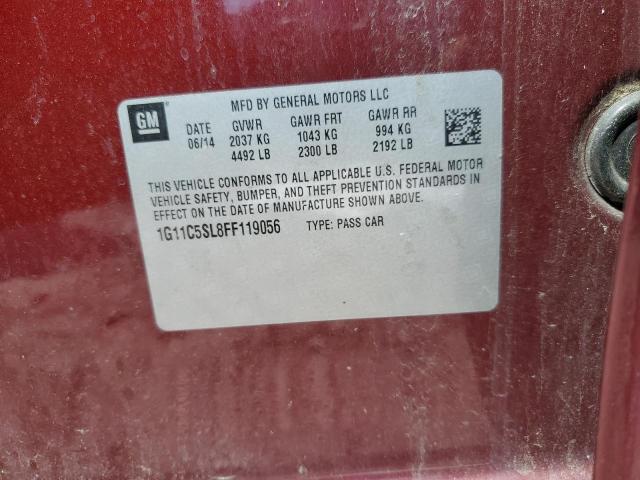 GM
MFD BY GENERAL MOTORS LLC
DATE GVWR GAWR FRT GAWR RR
06/14 2037 KG 1043 KG 994 KG
4492 LB 2300 LB 2192 LB
THIS VEHICLE CONFORMS TO ALL APPLICABLE U.S. FEDERAL MOTOR
VEHICLE SAFETY, BUMPER, AND THEFT PREVENTION STANDARDS IN
EFFECT ON THE DATE OF MANUFACTURE SHOWN ABOVE.
1G11C5SL8FF119056 TYPE: PASS CAR